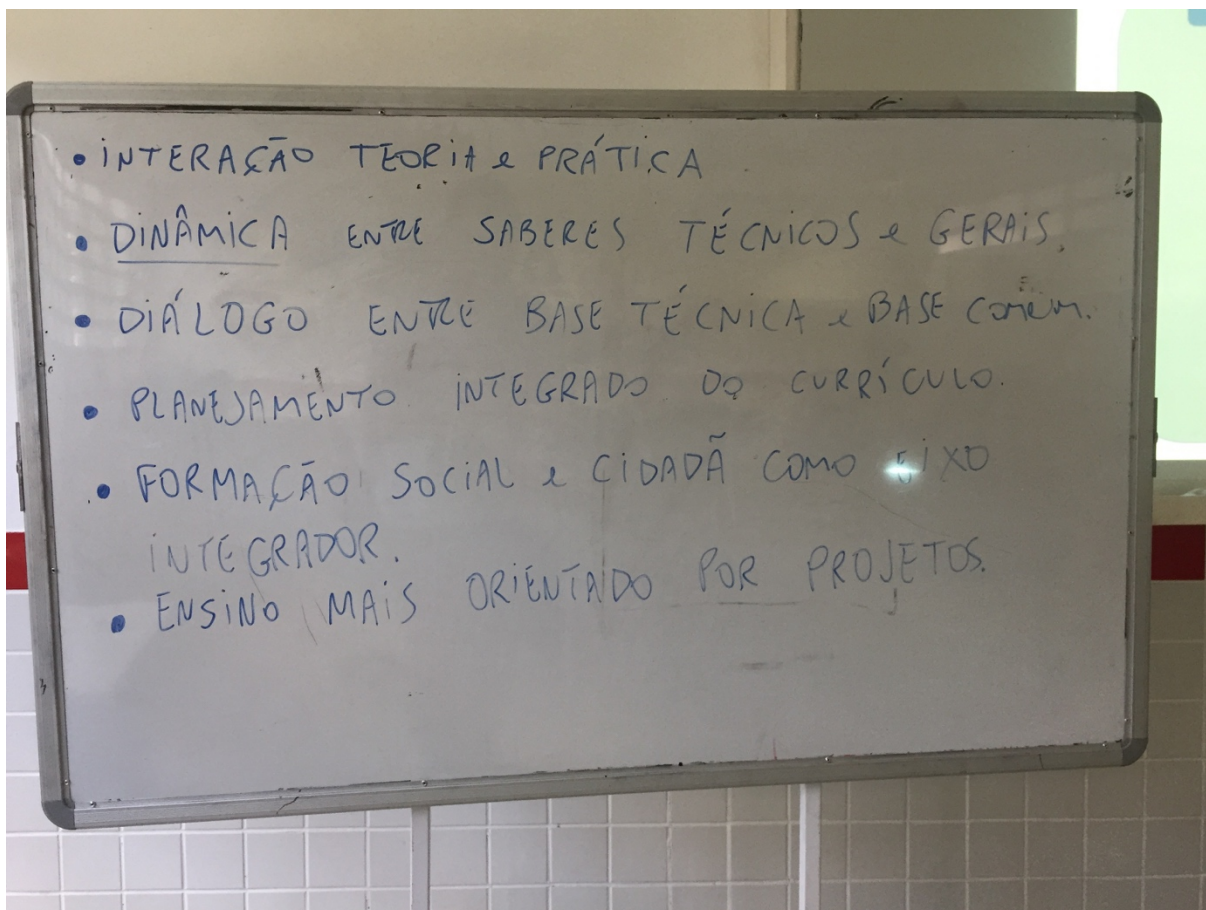 • INTERAÇÃO TEORIA e PRÁTICA
• DINÂMICA ENTRE SABERES TÉCNICOS e GERAIS.
• DIÁLOGO ENTRE BASE TÉCNICA e BASE COMUM.
• PLANEJAMENTO INTEGRADO DO CURRÍCULO.
• FORMAÇÃO SOCIAL e CIDADÃ COMO EIXO
INTEGRADOR.
• ENSINO MAIS ORIENTADO POR PROJETOS.